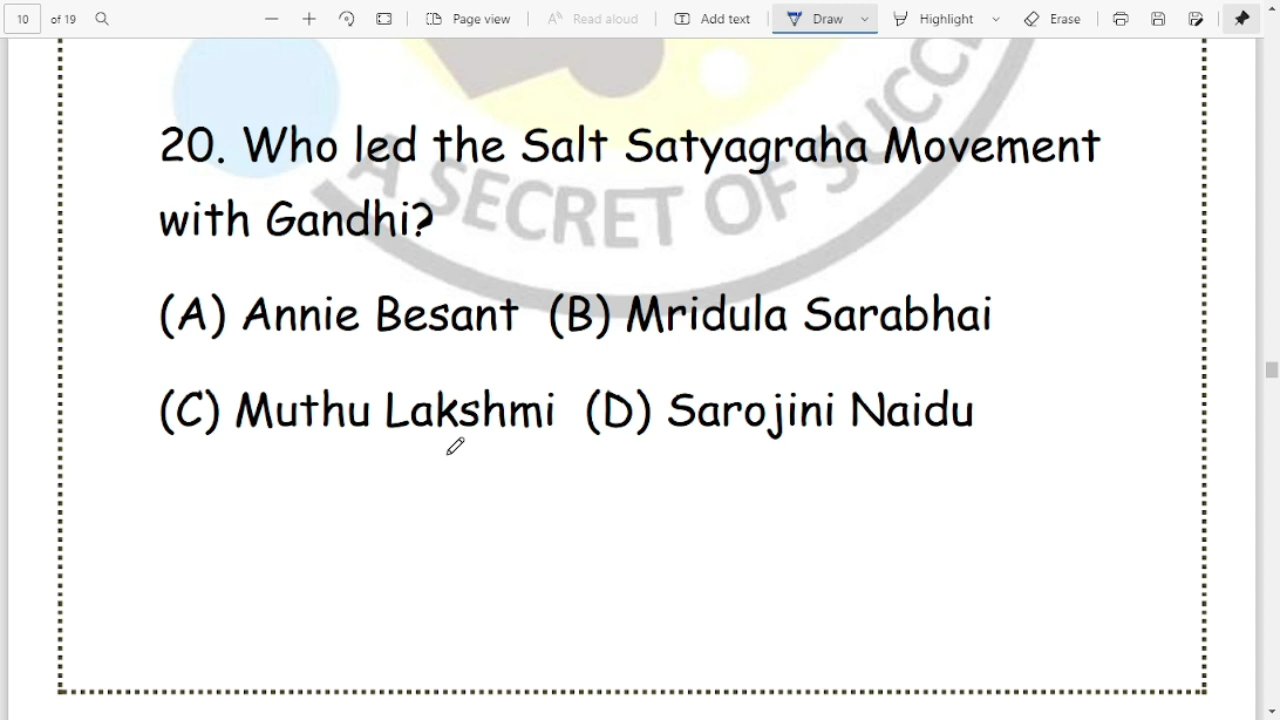 10 of 19 Page view Read aloud Add text Draw Highlight Erase
A SECRET OF SUCCE
20. Who led the Salt Satyagraha Movement
with Gandhi?
(A) Annie Besant (B) Mridula Sarabhai
(C) Muthu Lakshmi (D) Sarojini Naidu